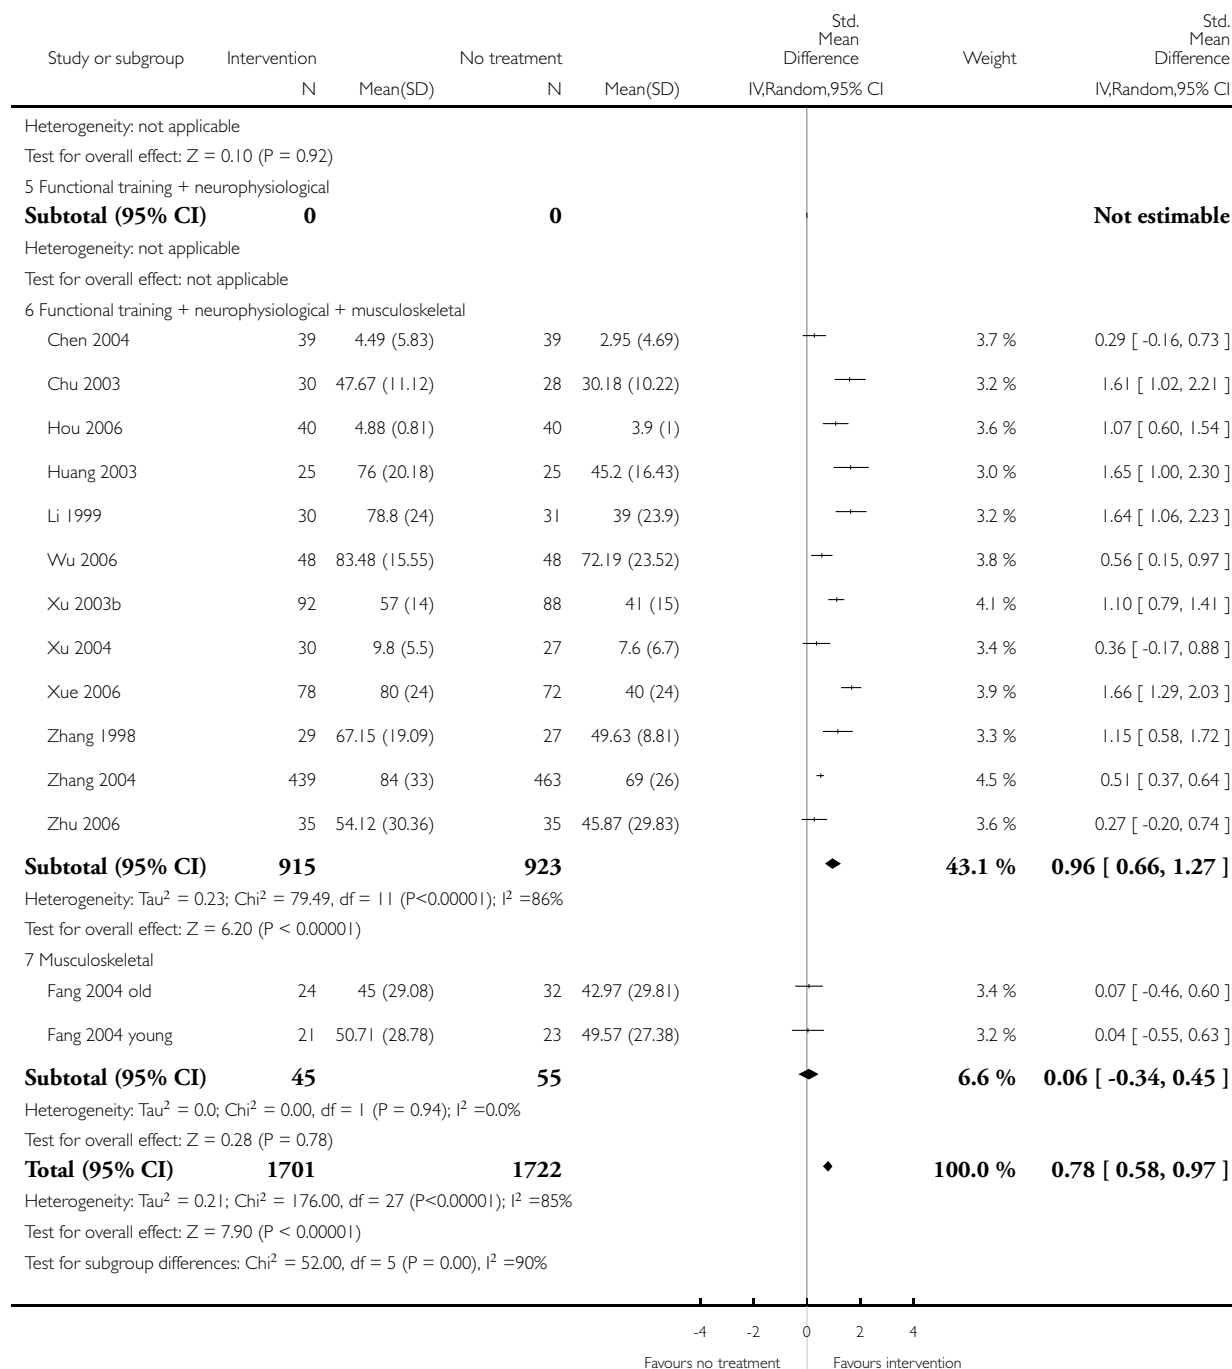 Study or subgroup Intervention No treatment Std. Mean Difference Weight Std. Mean Difference
N Mean(SD) N Mean(SD) IV,Random,95% CI IV,Random,95% CI
Heterogeneity: not applicable
Test for overall effect: Z = 0.10 (P = 0.92)
5 Functional training + neurophysiological
Subtotal (95% CI) 0 0 Not estimable
Heterogeneity: not applicable
Test for overall effect: not applicable
6 Functional training + neurophysiological + musculoskeletal
Chen 2004 39 4.49 (5.83) 39 2.95 (4.69) 3.7 % 0.29 [ -0.16, 0.73 ]
Chu 2003 30 47.67 (11.12) 28 30.18 (10.22) 3.2 % 1.61 [ 1.02, 2.21 ]
Hou 2006 40 4.88 (0.81) 40 3.9 (1) 3.6 % 1.07 [ 0.60, 1.54 ]
Huang 2003 25 76 (20.18) 25 45.2 (16.43) 3.0 % 1.65 [ 1.00, 2.30 ]
Li 1999 30 78.8 (24) 31 39 (23.9) 3.2 % 1.64 [ 1.06, 2.23 ]
Wu 2006 48 83.48 (15.55) 48 72.19 (23.52) 3.8 % 0.56 [ 0.15, 0.97 ]
Xu 2003b 92 57 (14) 88 41 (15) 4.1 % 1.10 [ 0.79, 1.41 ]
Xu 2004 30 9.8 (5.5) 27 7.6 (6.7) 3.4 % 0.36 [ -0.17, 0.88 ]
Xue 2006 78 80 (24) 72 40 (24) 3.9 % 1.66 [ 1.29, 2.03 ]
Zhang 1998 29 67.15 (19.09) 27 49.63 (8.81) 3.3 % 1.15 [ 0.58, 1.72 ]
Zhang 2004 439 84 (33) 463 69 (26) 4.5 % 0.51 [ 0.37, 0.64 ]
Zhu 2006 35 54.12 (30.36) 35 45.87 (29.83) 3.6 % 0.27 [ -0.20, 0.74 ]
Subtotal (95% CI) 915 923 43.1 % 0.96 [ 0.66, 1.27 ]
Heterogeneity: Tau² = 0.23; Chi² = 79.49, df = 11 (P<0.00001); I² =86%
Test for overall effect: Z = 6.20 (P < 0.00001)
7 Musculoskeletal
Fang 2004 old 24 45 (29.08) 32 42.97 (29.81) 3.4 % 0.07 [ -0.46, 0.60 ]
Fang 2004 young 21 50.71 (28.78) 23 49.57 (27.38) 3.2 % 0.04 [ -0.55, 0.63 ]
Subtotal (95% CI) 45 55 6.6 % 0.06 [ -0.34, 0.45 ]
Heterogeneity: Tau² = 0.0; Chi² = 0.00, df = 1 (P = 0.94); I² =0.0%
Test for overall effect: Z = 0.28 (P = 0.78)
Total (95% CI) 1701 1722 100.0 % 0.78 [ 0.58, 0.97 ]
Heterogeneity: Tau² = 0.21; Chi² = 176.00, df = 27 (P<0.00001); I² =85%
Test for overall effect: Z = 7.90 (P < 0.00001)
Test for subgroup differences: Chi² = 52.00, df = 5 (P = 0.00), I² =90%
-4 -2 0 2 4
Favours no treatment Favours intervention